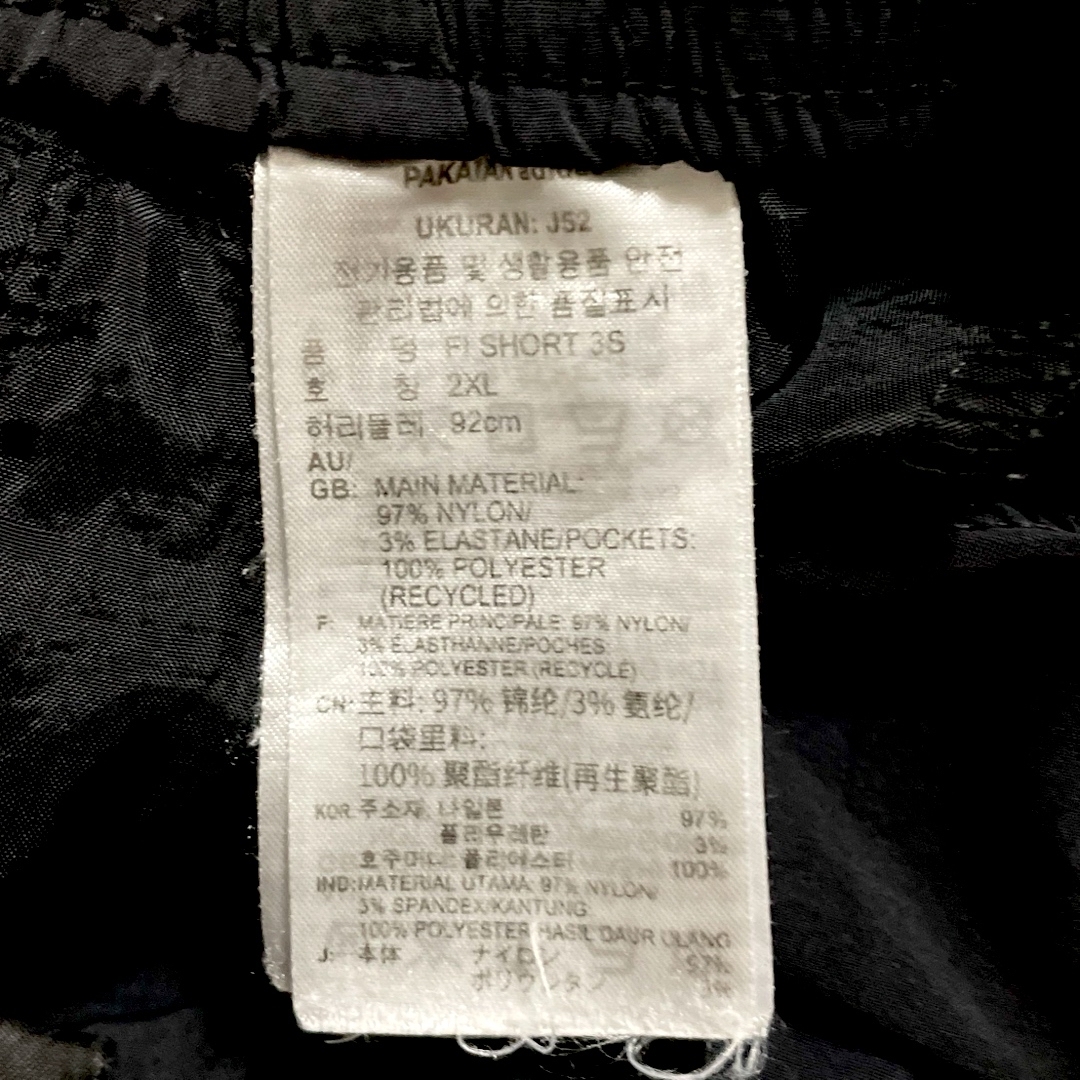 PAKAIAN
UKURAN: J52
전기용품 및 생활용품 안전
관리법에 의한 품질표시
품 명 FI SHORT 3S
호 칭 2XL
허리둘레 92cm
AU/
GB: MAIN MATERIAL:
97% NYLON/
3% ELASTANE/POCKETS:
100% POLYESTER
(RECYCLED)
F: MATIERE PRINCIPALE: 97% NYLON/
3% ÉLASTHANNE/POCHES:
100% POLYESTER (RECYCLÉ)
CN: 主料: 97% 锦纶/3% 氨纶/
口袋里料:
100% 聚酯纤维(再生聚酯)
KOR: 주소재: 나일론 97%
폴리우레탄 3%
호주머니: 폴리에스터 100%
IND: MATERIAL UTAMA: 97% NYLON/
3% SPANDEX/KANTUNG:
100% POLYESTER HASIL DAUR ULANG
J: 本体 ナイロン 97%
ポリウレタン 3%